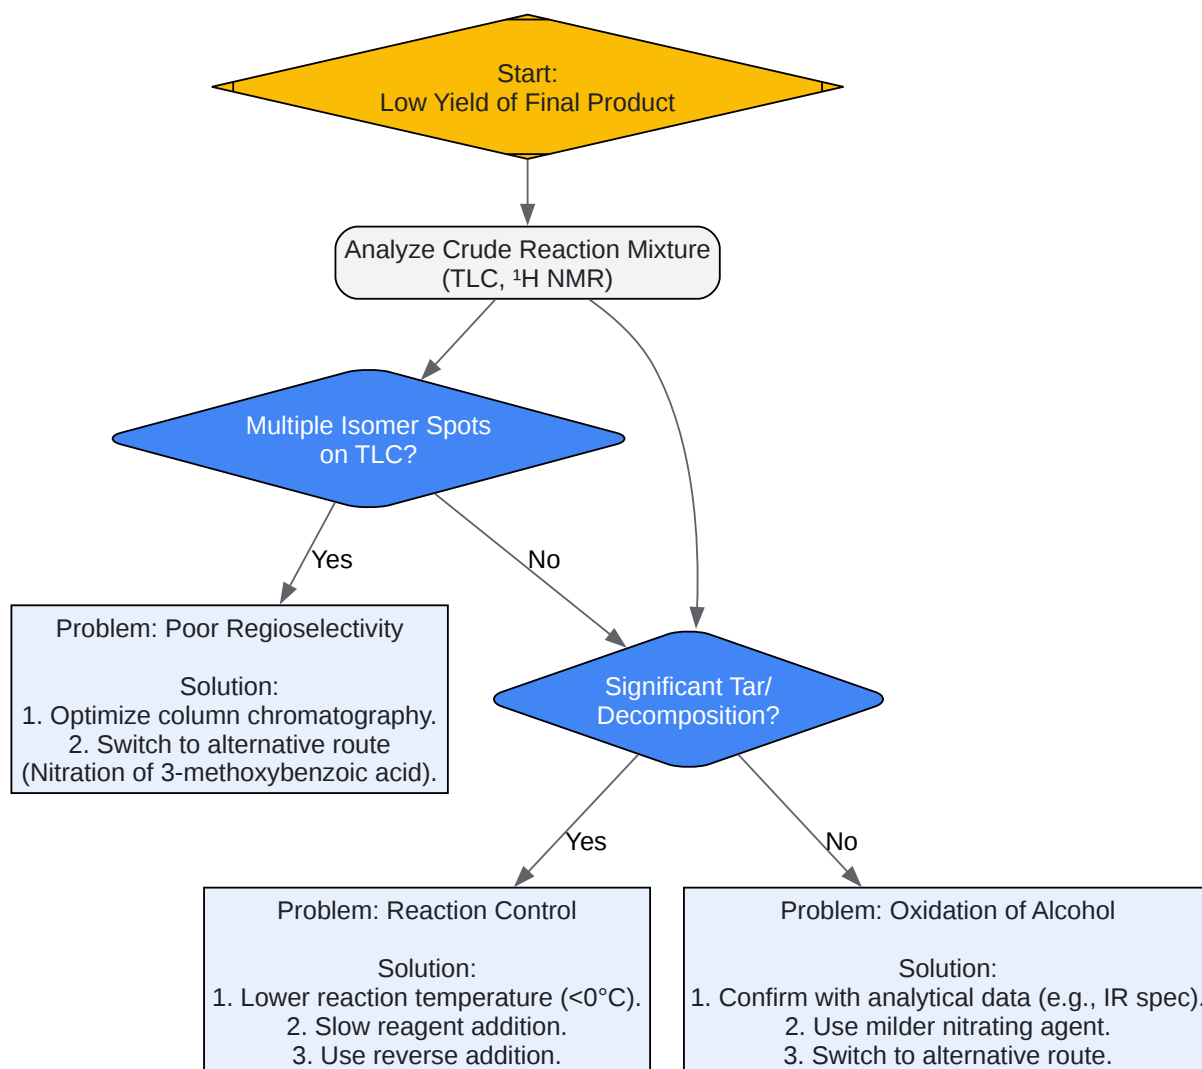 Start:
Low Yield of Final Product
Analyze Crude Reaction Mixture
(TLC, ¹H NMR)
Multiple Isomer Spots
on TLC?
Yes
No
Problem: Poor Regioselectivity
Solution:
1. Optimize column chromatography.
2. Switch to alternative route
(Nitration of 3-methoxybenzoic acid).
Significant Tar/
Decomposition?
Yes
No
Problem: Reaction Control
Solution:
1. Lower reaction temperature (<0°C).
2. Slow reagent addition.
3. Use reverse addition.
Problem: Oxidation of Alcohol
Solution:
1. Confirm with analytical data (e.g., IR spec).
2. Use milder nitrating agent.
3. Switch to alternative route.